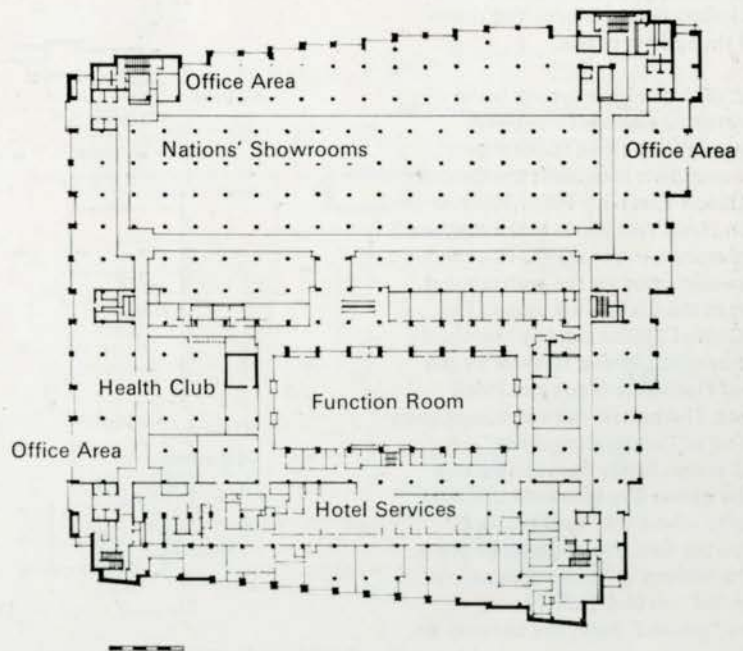 Office Area
Nations' Showrooms
Office Area
Health Club
Function Room
Office Area
Hotel Services